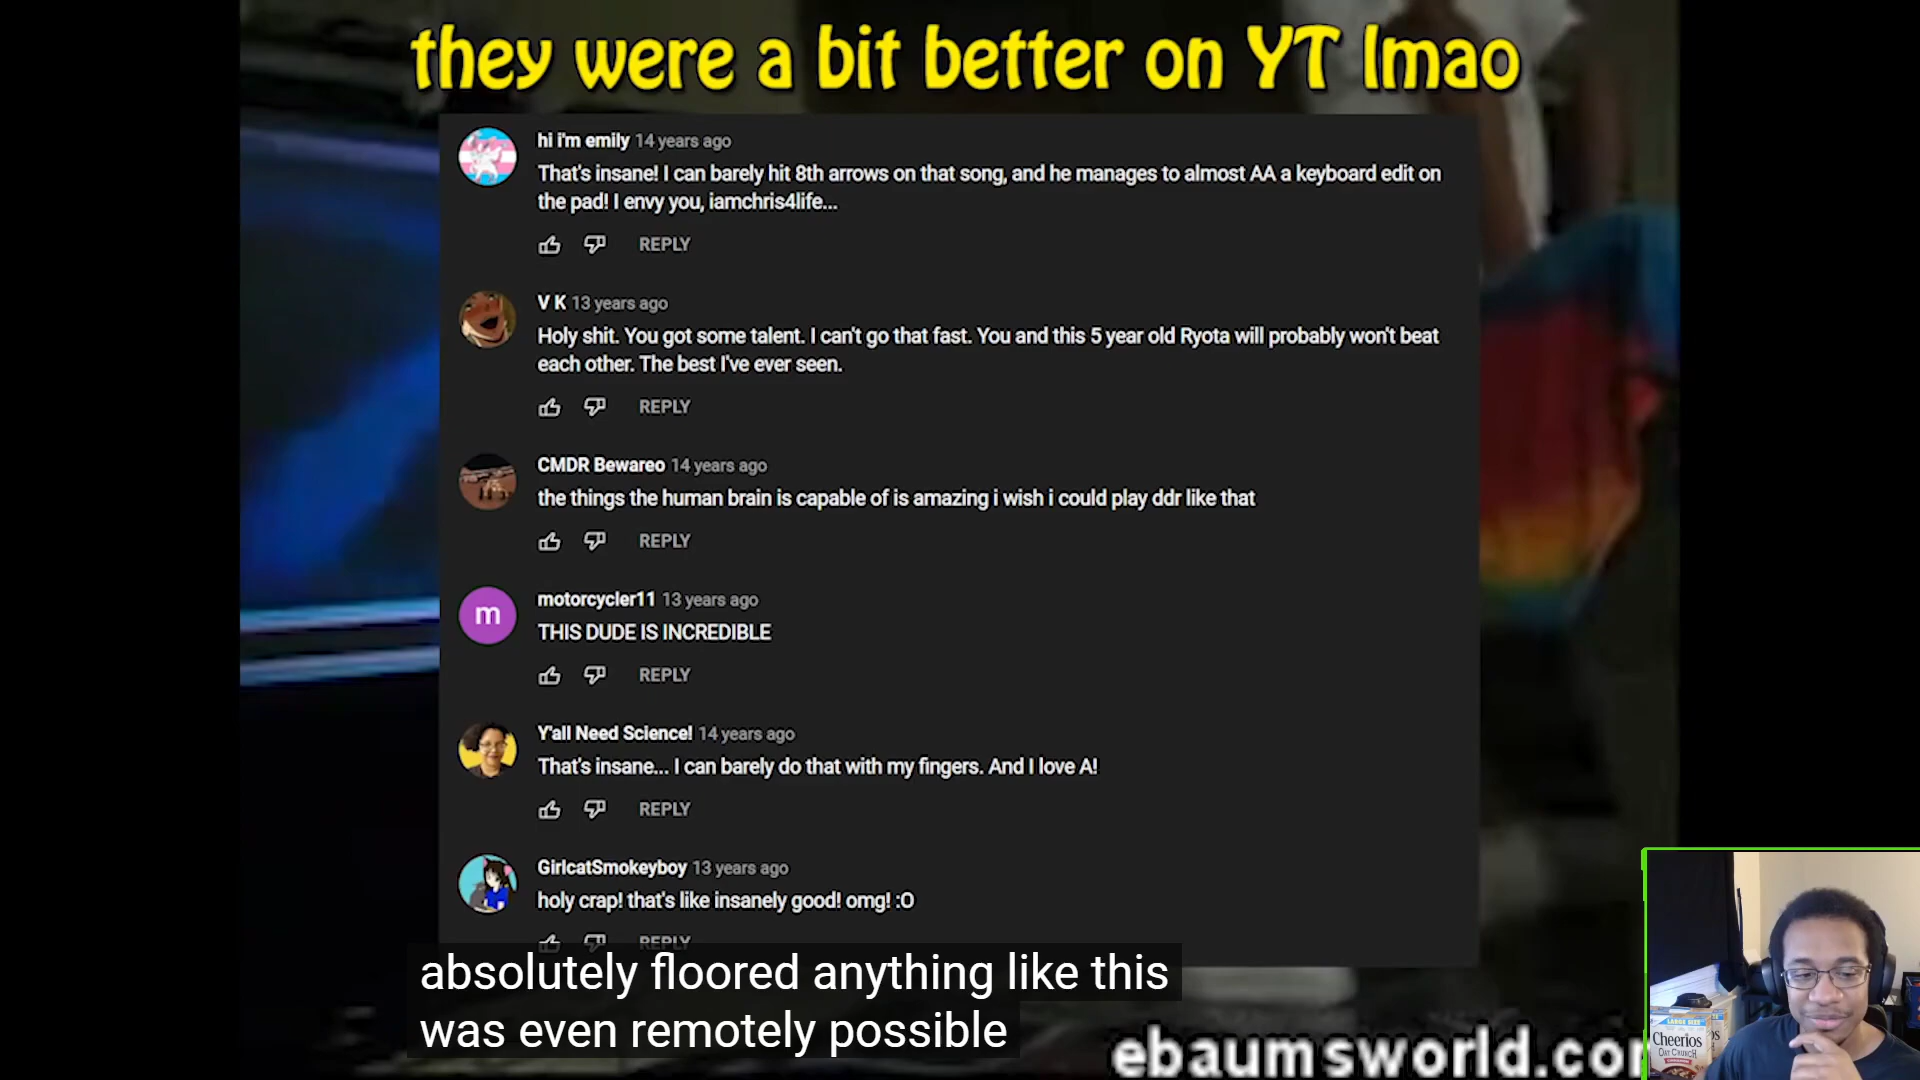 they were a bit better on YT lmao
hi i'm emily 14 years ago
That's insane! I can barely hit 8th arrows on that song, and he manages to almost AA a keyboard edit on
the pad! I envy you, iamchris4life...
REPLY
V K 13 years ago
Holy shit. You got some talent. I can't go that fast. You and this 5 year old Ryota will probably won't beat
each other. The best I've ever seen.
REPLY
CMDR Bewareo 14 years ago
the things the human brain is capable of is amazing i wish i could play ddr like that
REPLY
m
motorcycler11 13 years ago
THIS DUDE IS INCREDIBLE
REPLY
Y'all Need Science! 14 years ago
That's insane... I can barely do that with my fingers. And I love A!
REPLY
GirlcatSmokeyboy 13 years ago
holy crap! that's like insanely good! omg! :O
REPLY
absolutely floored anything like this
was even remotely possible
ebaumsworld.com
LARGE SIZE
Cheerios
OAT CRUNCH